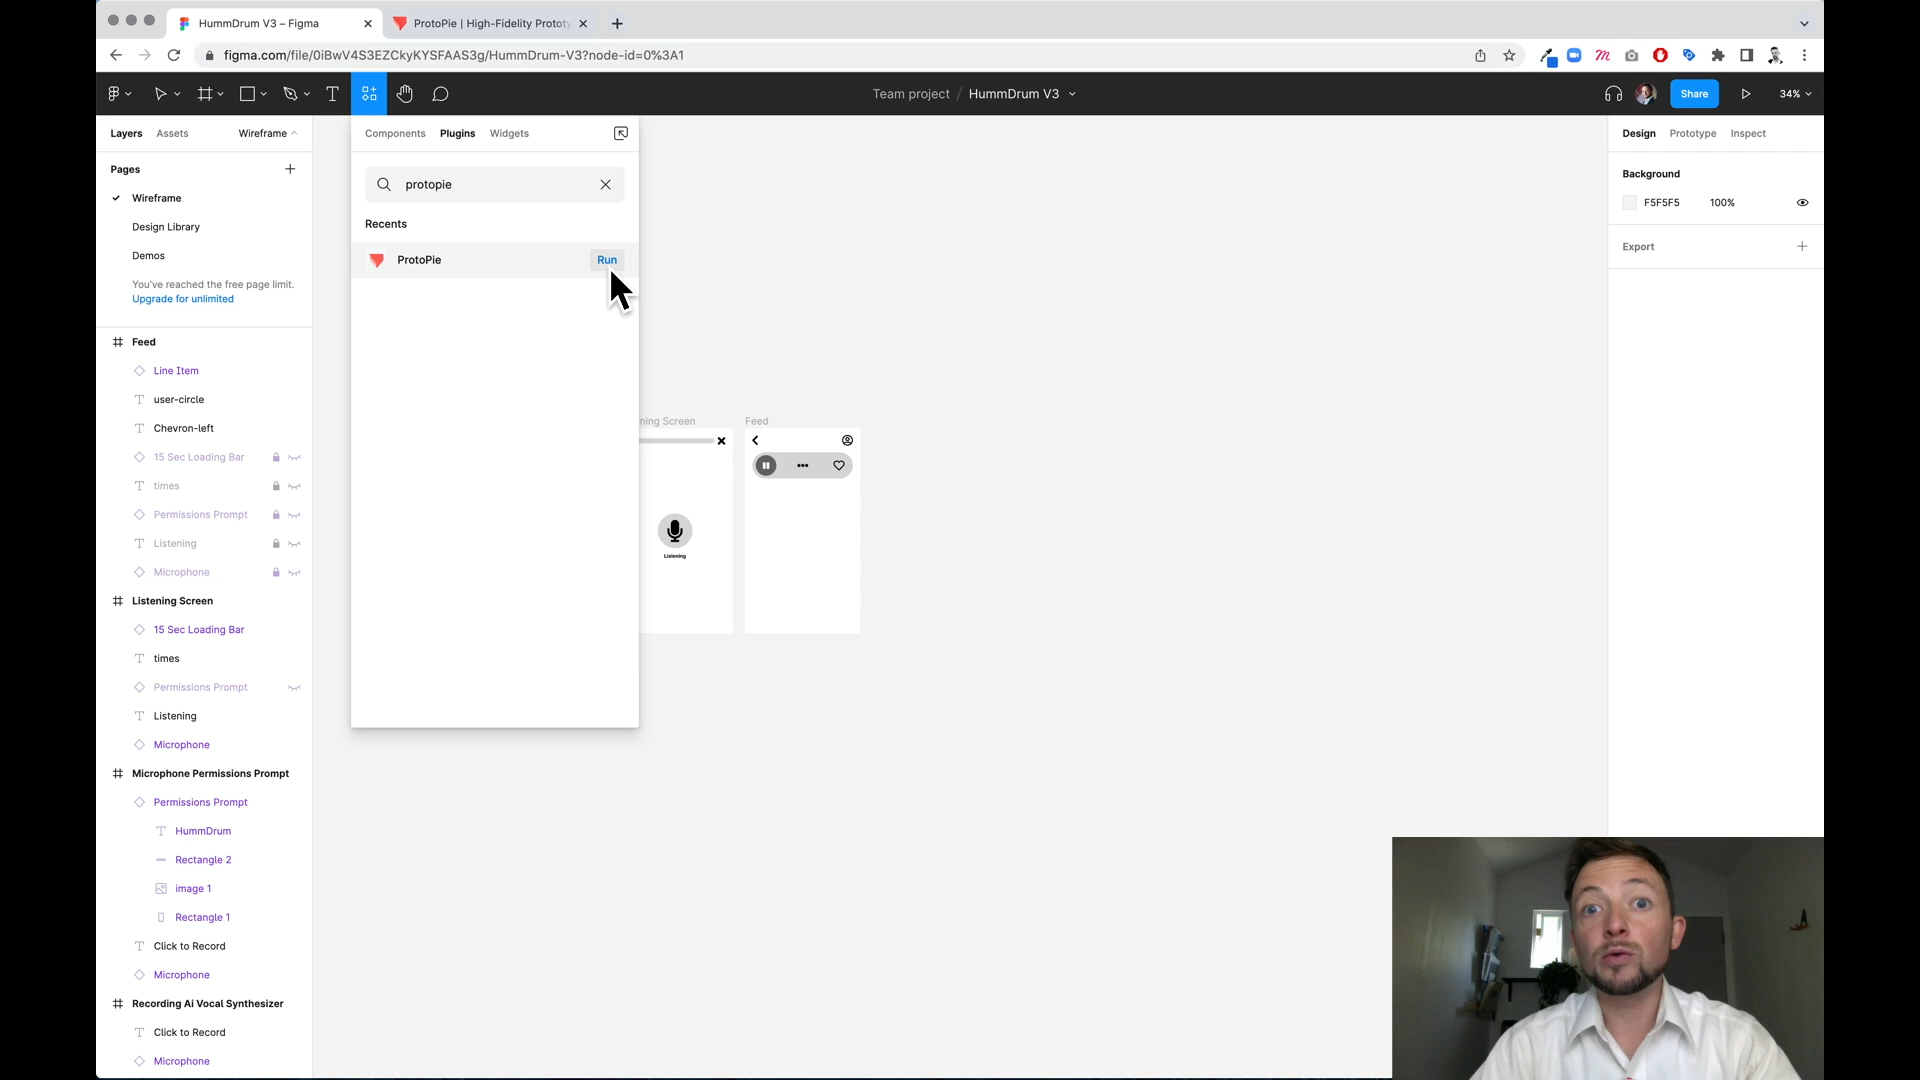 HummDrum V3 – Figma
ProtoPie | High-Fidelity Prototy
figma.com/file/0iBwV4S3EZCkyKYSFAAS3g/HummDrum-V3?node-id=0%3A1
Team project / HummDrum V3
Share
34%
Layers
Assets
Wireframe
Components
Plugins
Widgets
Design
Prototype
Inspect
Pages
Wireframe
Design Library
Demos
You've reached the free page limit.
Upgrade for unlimited
protopie
Recents
ProtoPie
Run
Background
F5F5F5
100%
Export
Feed
Line Item
user-circle
Chevron-left
15 Sec Loading Bar
times
Permissions Prompt
Listening
Microphone
Listening Screen
15 Sec Loading Bar
times
Permissions Prompt
Listening
Microphone
Microphone Permissions Prompt
Permissions Prompt
HummDrum
Rectangle 2
image 1
Rectangle 1
Click to Record
Microphone
Recording Ai Vocal Synthesizer
Click to Record
Microphone
ning Screen
Feed
Listening